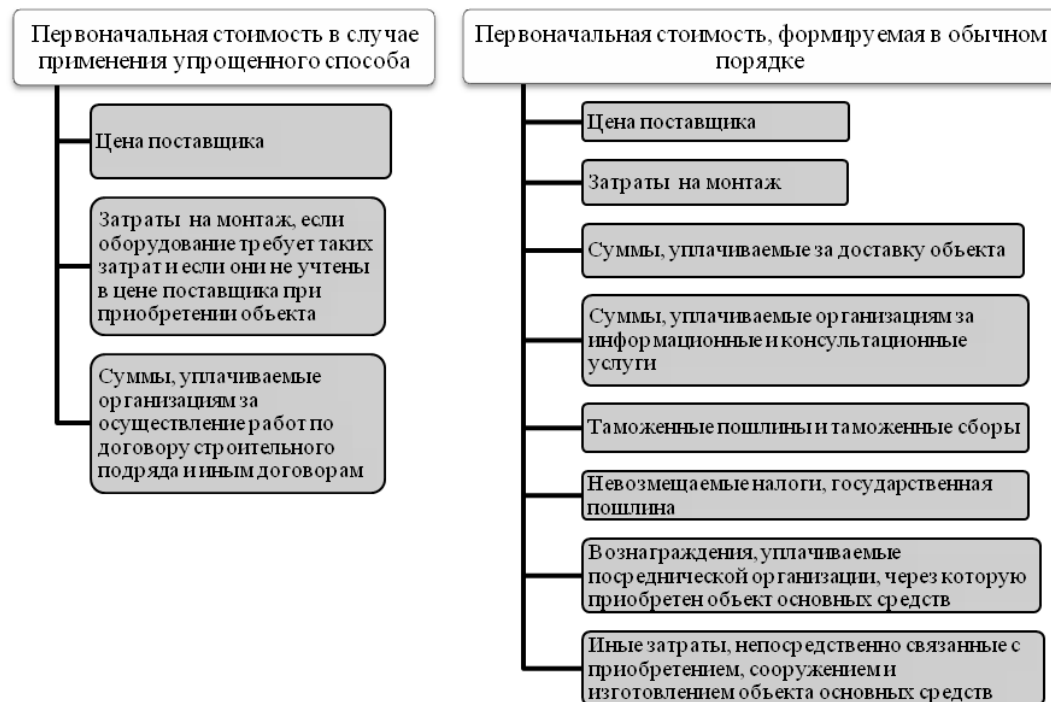 Первоначальная стоимость в случае
применения упрощенного способа
Цена поставщика
Затраты на монтаж, если
оборудование требует таких
затрат и если они не учтены
в цене поставщика при
приобретении объекта
Суммы, уплачиваемые
организациям за
осуществление работ по
договору строительного
подряда и иным договорам
Первоначальная стоимость, формируемая в обычном
порядке
Цена поставщика
Затраты на монтаж
Суммы, уплачиваемые за доставку объекта
Суммы, уплачиваемые организациям за
информационные и консультационные
услуги
Таможенные пошлины и таможенные сборы
Невозмещаемые налоги, государственная
пошлина
Вознаграждения, уплачиваемые
посреднической организации, через которую
приобретен объект основных средств
Иные затраты, непосредственно связанные с
приобретением, сооружением и
изготовлением объекта основных средств